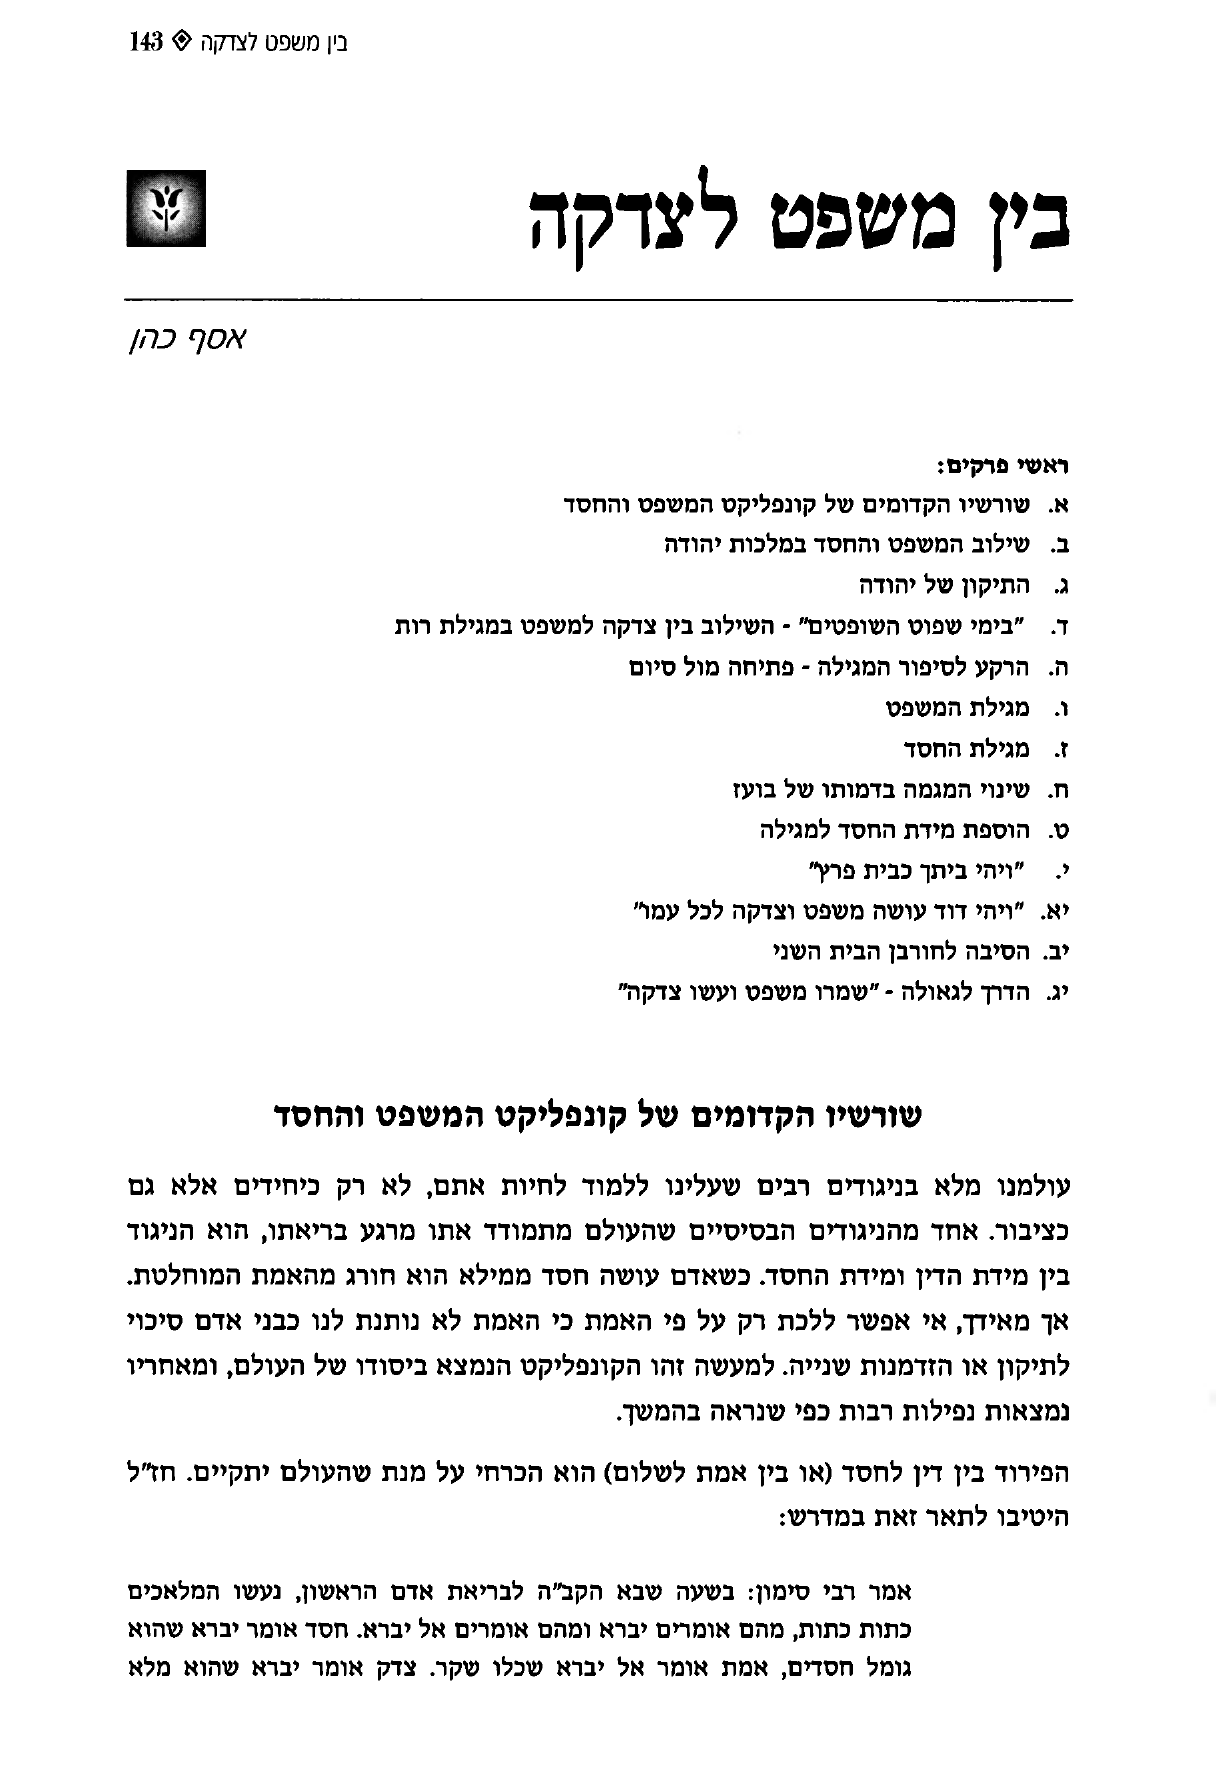 בין משפט לצדקה ◈ 143
בין משפט לצדקה
אסף כהן
ראשי פרקים:
א. שורשיו הקדומים של קונפליקט המשפט והחסד
ב. שילוב המשפט והחסד במלכות יהודה
ג. התיקון של יהודה
ד. "בימי שפוט השופטים" - השילוב בין צדקה למשפט במגילת רות
ה. הרקע לסיפור המגילה - פתיחה מול סיום
ו. מגילת המשפט
ז. מגילת החסד
ח. שינוי המגמה בדמותו של בועז
ט. הוספת מידת החסד למגילה
י. "ויהי ביתך כבית פרץ"
יא. "ויהי דוד עושה משפט וצדקה לכל עמו"
יב. הסיבה לחורבן הבית השני
יג. הדרך לגאולה - "שמרו משפט ועשו צדקה"
שורשיו הקדומים של קונפליקט המשפט והחסד
עולמנו מלא בניגודים רבים שעלינו ללמוד לחיות אתם, לא רק כיחידים אלא גם
כציבור. אחד מהניגודים הבסיסיים שהעולם מתמודד אתו מרגע בריאתו, הוא הניגוד
בין מידת הדין ומידת החסד. כשאדם עושה חסד ממילא הוא חורג מהאמת המוחלטת.
אך מאידך, אי אפשר ללכת רק על פי האמת כי האמת לא נותנת לנו כבני אדם סיכוי
לתיקון או הזדמנות שנייה. למעשה זהו הקונפליקט הנמצא ביסודו של העולם, ומאחריו
נמצאות נפילות רבות כפי שנראה בהמשך.
הפירוד בין דין לחסד (או בין אמת לשלום) הוא הכרחי על מנת שהעולם יתקיים. חז"ל
היטיבו לתאר זאת במדרש:
אמר רבי סימון: בשעה שבא הקב"ה לבריאת אדם הראשון, נעשו המלאכים
כתות כתות, מהם אומרים יברא ומהם אומרים אל יברא. חסד אומר יברא שהוא
גומל חסדים, אמת אומר אל יברא שכלו שקר. צדק אומר יברא שהוא מלא